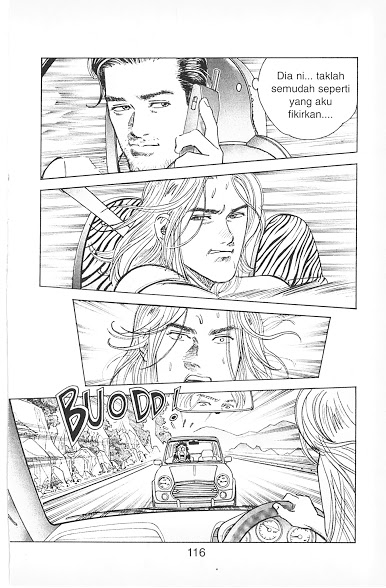 Dia ni... taklah
semudah seperti
yang aku
fikirkan....
BUODD!
116